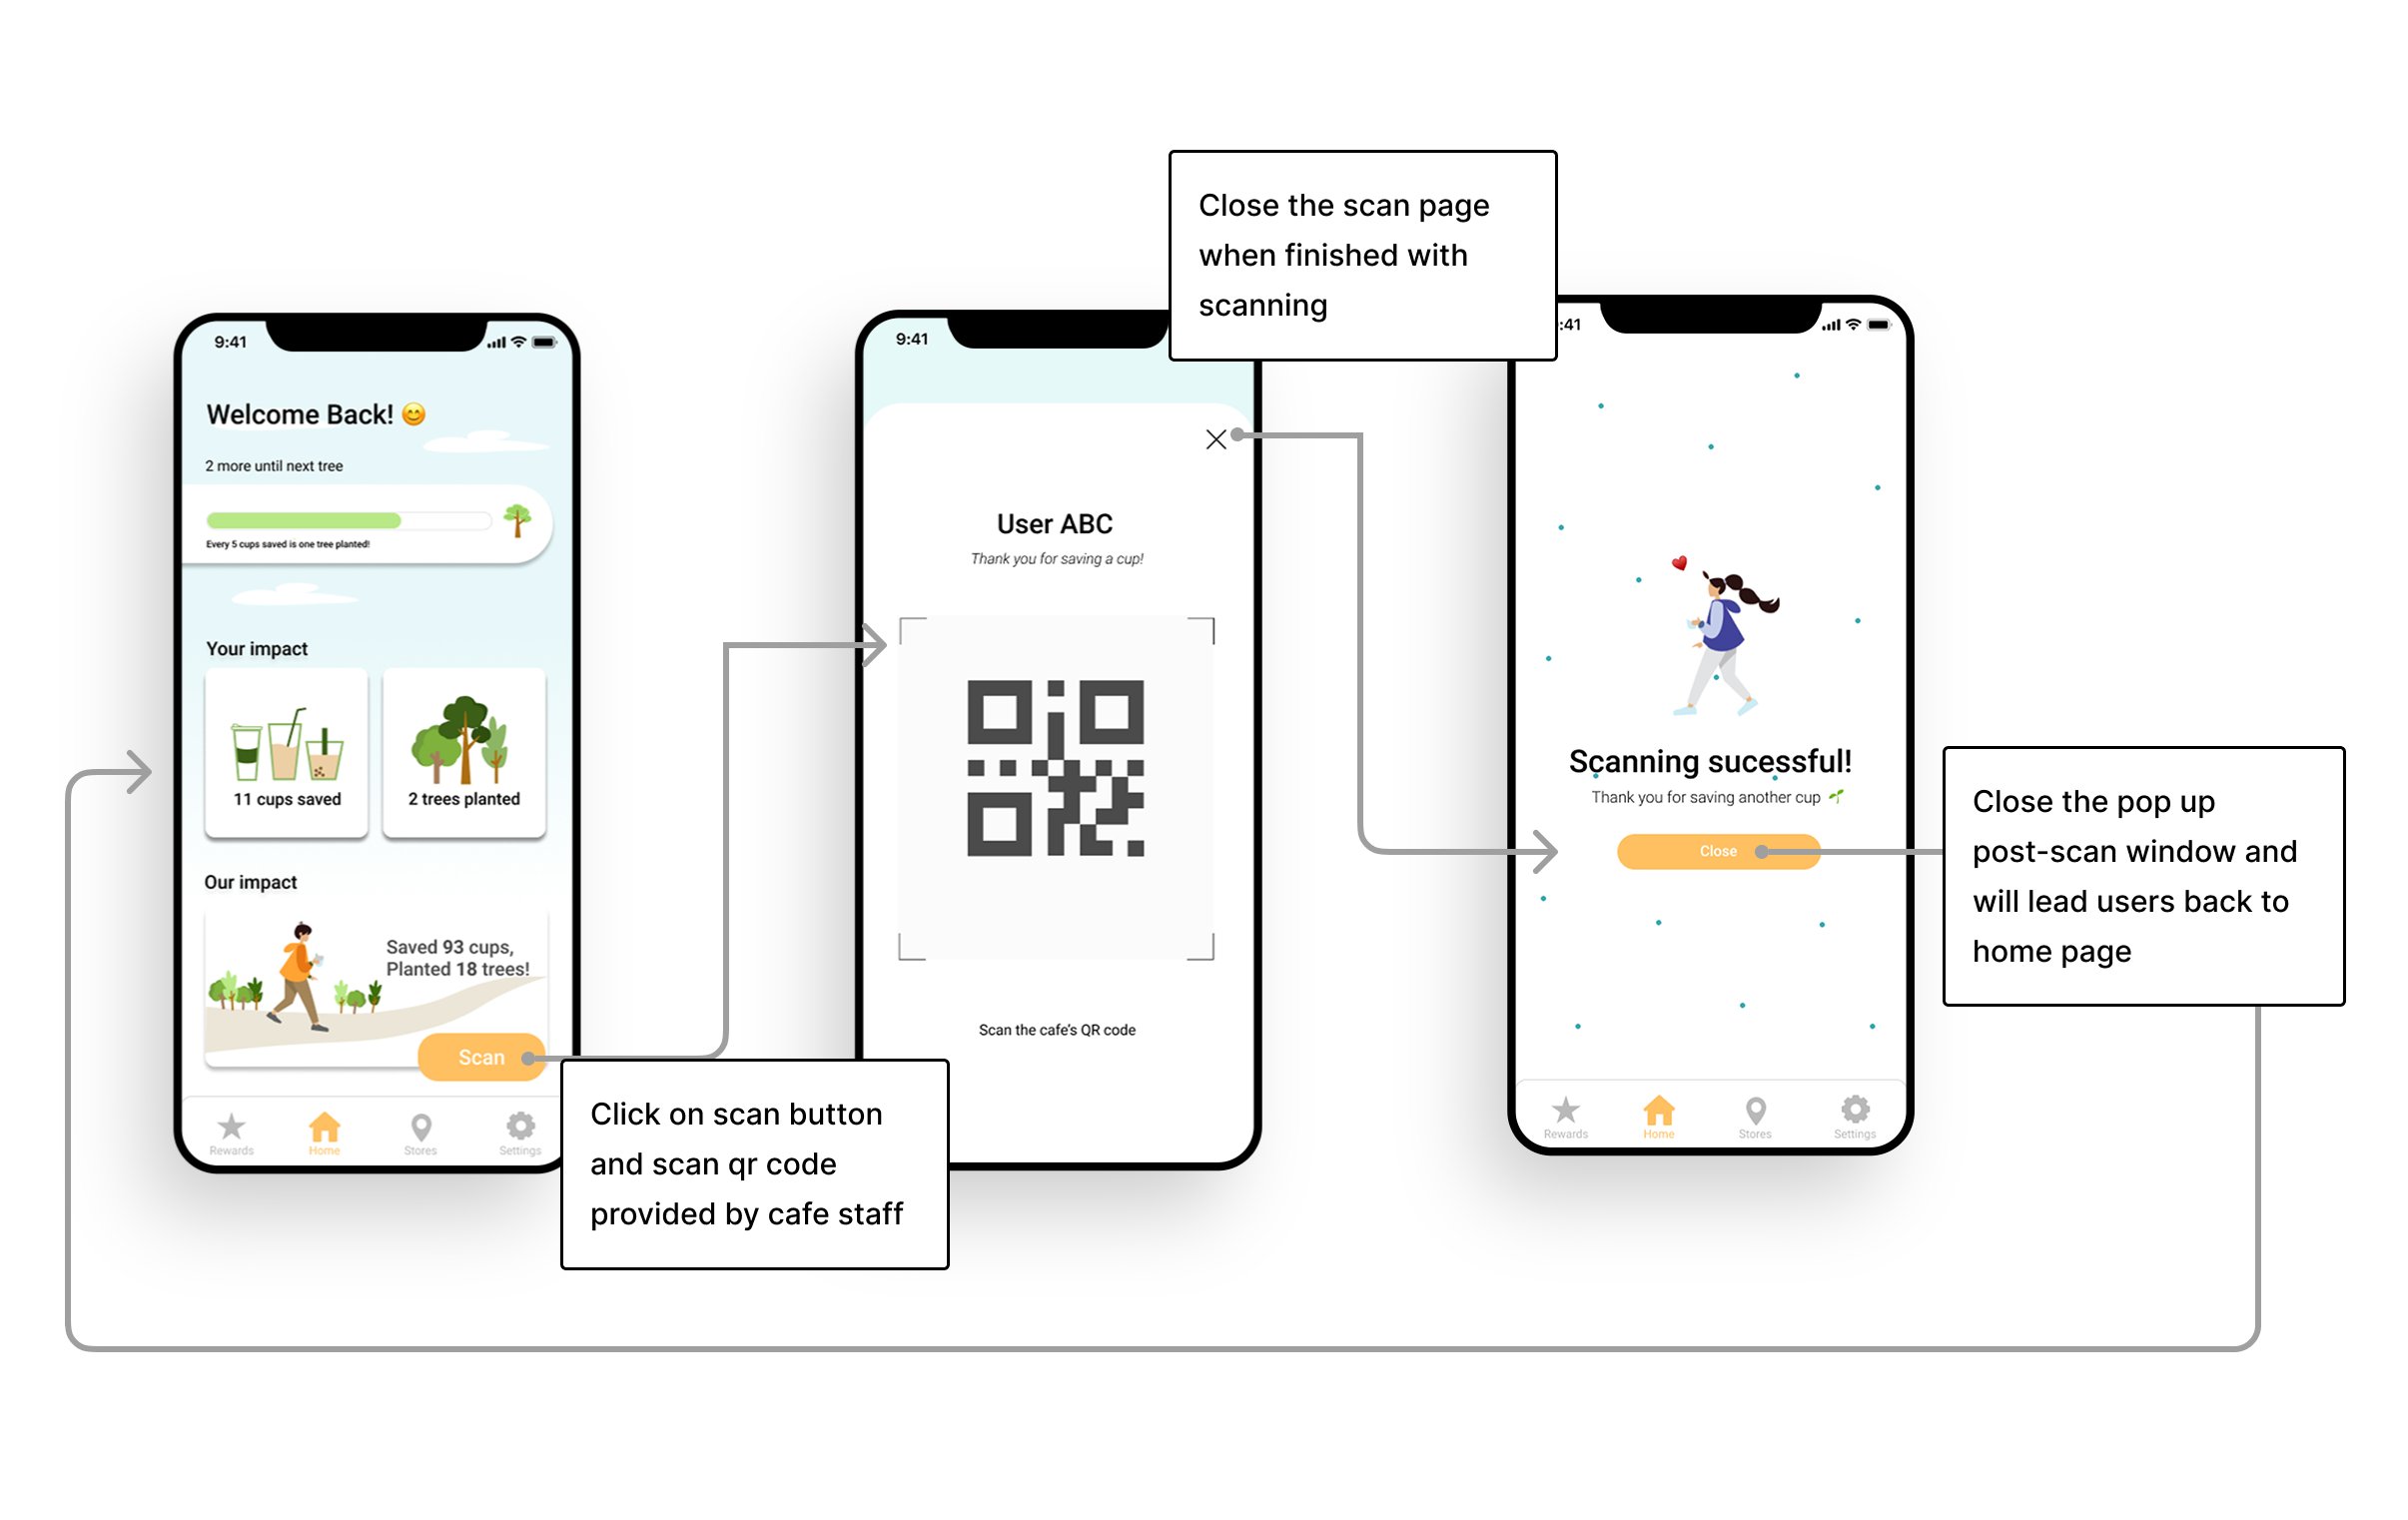 9:41
Welcome Back! 😊
2 more until next tree
Every 5 cups saved is one tree planted!
Your impact
11 cups saved
2 trees planted
Our impact
Saved 93 cups,
Planted 18 trees!
Scan
Rewards
Home
Stores
Settings
Click on scan button
and scan qr code
provided by cafe staff
9:41
User ABC
Thank you for saving a cup!
Scan the cafe's QR code
Close the scan page
when finished with
scanning
:41
Scanning sucessful!
Thank you for saving another cup 🌱
Close
Rewards
Home
Stores
Settings
Close the pop up
post-scan window and
will lead users back to
home page